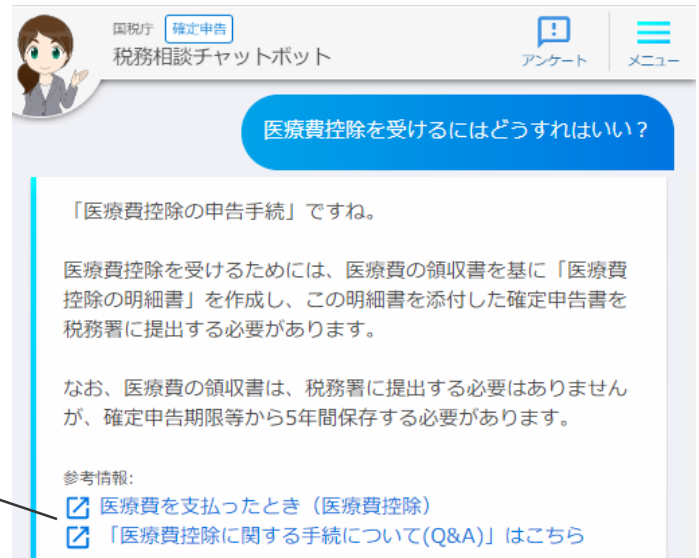 国税庁 確定申告
税務相談チャットボット
アンケート
メニュー
医療費控除を受けるにはどうすれはいい？
「医療費控除の申告手続」ですね。
医療費控除を受けるためには、医療費の領収書を基に「医療費
控除の明細書」を作成し、この明細書を添付した確定申告書を
税務署に提出する必要があります。
なお、医療費の領収書は、税務署に提出する必要はありません
が、確定申告期限等から5年間保存する必要があります。
参考情報:
医療費を支払ったとき（医療費控除）
「医療費控除に関する手続について(Q&A)」はこちら